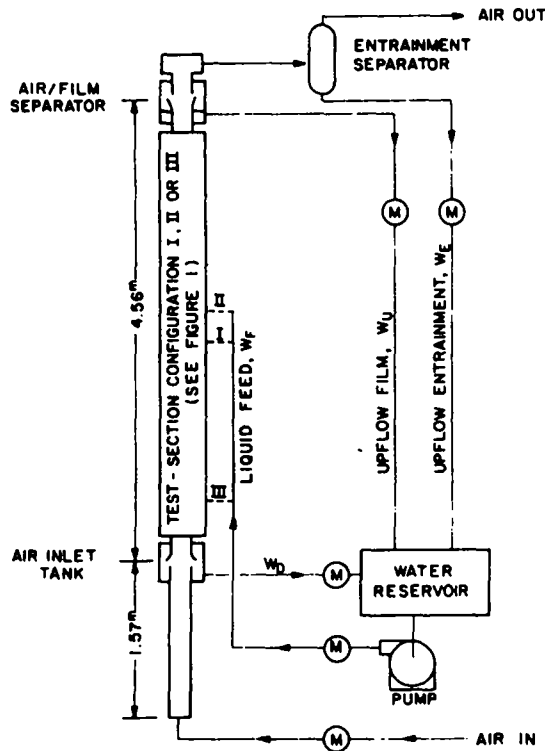 AIR OUT
ENTRAINMENT
SEPARATOR
AIR/FILM
SEPARATOR
M
M
4.56m
TEST-SECTION CONFIGURATION I, II OR III
(SEE FIGURE 1)
II
I
III
LIQUID FEED, WF
UPFLOW FILM, WU
UPFLOW ENTRAINMENT, WE
AIR INLET
TANK
WD
M
WATER
RESERVOIR
1.57m
M
PUMP
M
AIR IN